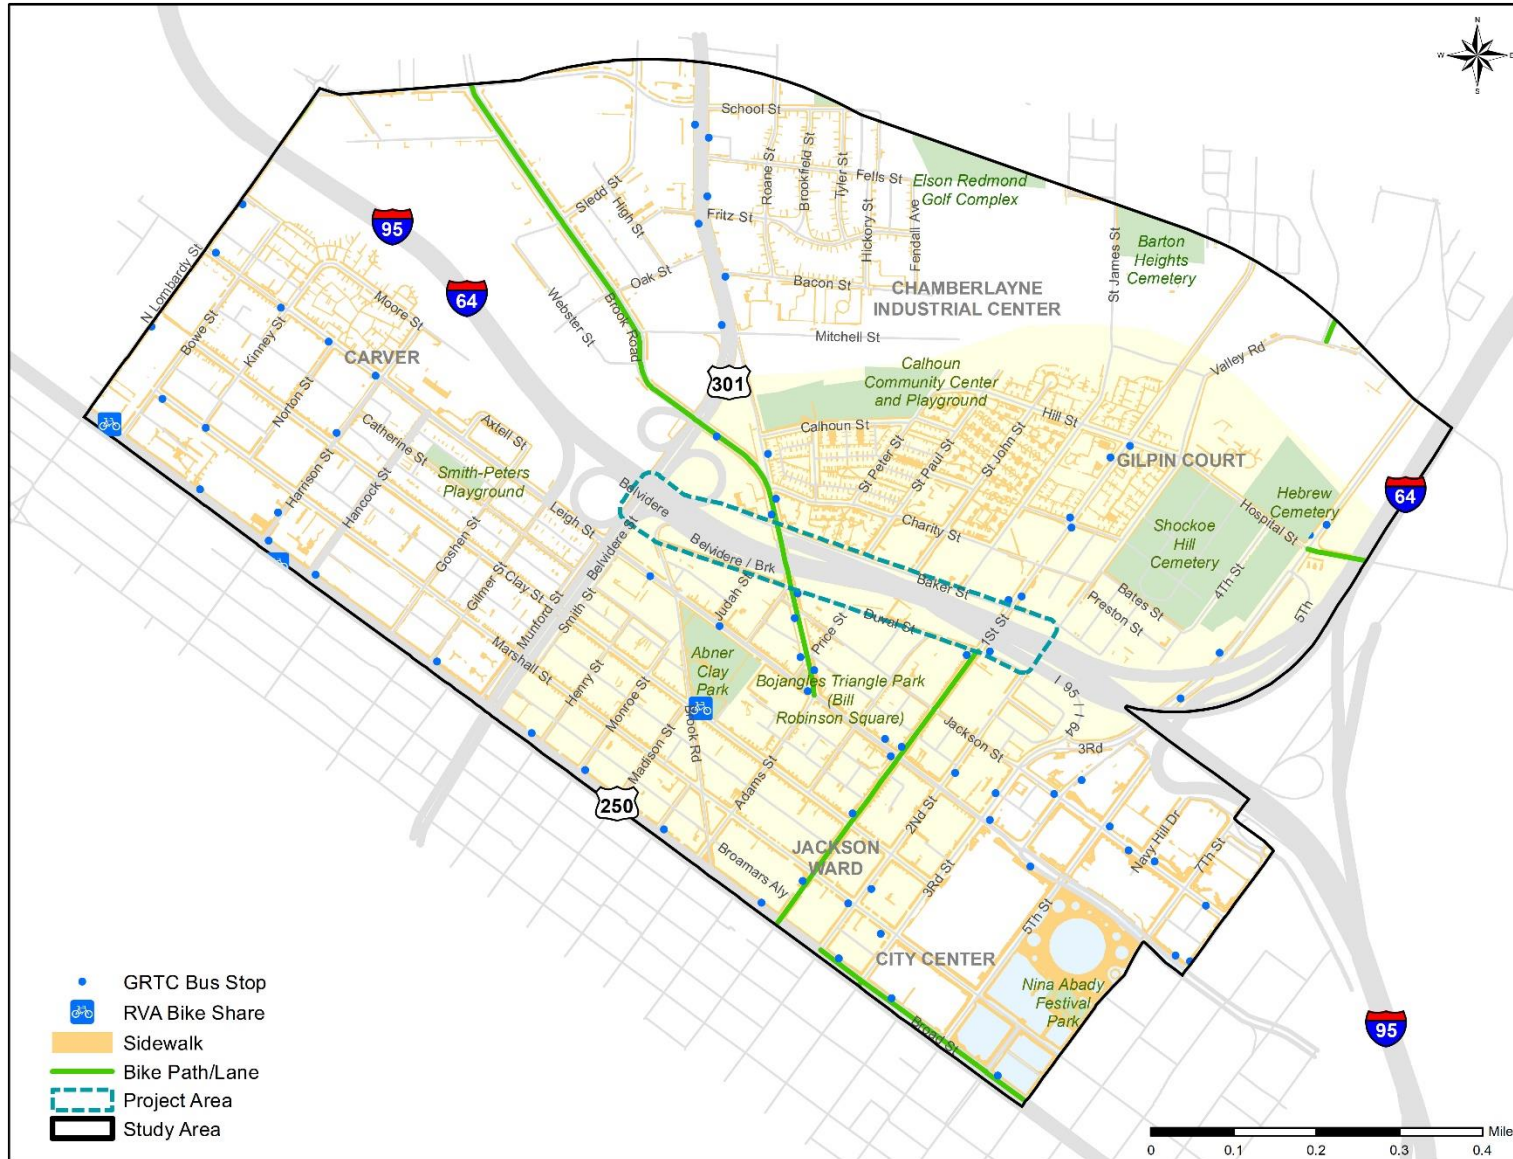 N
W E
S
School St
Roane St
Brookfield St
Tyler St
Fells St
Elson Redmond
Golf Complex
Sledd St
High St
Fritz St
Hickory St
Fendall Ave
St James St
Barton
Heights
Cemetery
95
64
N Lombardy St
Oak St
Bacon St
CHAMBERLAYNE
INDUSTRIAL CENTER
Webster St
Brook Road
Mitchell St
Moore St
Bowe St
Kinney St
CARVER
301
Valley Rd
Calhoun
Community Center
and Playground
Norton St
Hill St
Calhoun St
Axtell St
Catherine St
St Peter St
St Paul St
St John St
GILPIN COURT
Smith-Peters
Playground
Harrison St
Hancock St
Belvidere
Hebrew
Cemetery
64
Hospital St
Leigh St
Charity St
Shockoe
Hill
Cemetery
Goshen St
Belvidere St
Belvidere / Brk
Baker St
4Th St
Gilmer St
Clay St
Judah St
Bates St
Preston St
5Th
Munford St
Smith St
Price St
Duval St
1St St
Marshall St
Abner
Clay
Park
Bojangles Triangle Park
(Bill
Robinson Square)
Henry St
Monroe St
I 95 / I 64
Brook Rd
Jackson St
3Rd
Madison St
Adams St
250
2Nd St
Navy Hill Dr
7Th St
JACKSON
WARD
Broamars Aly
3Rd St
5Th St
CITY CENTER
Nina Abady
Festival
Park
Broad St
95
GRTC Bus Stop
RVA Bike Share
Sidewalk
Bike Path/Lane
Project Area
Study Area
Mile
0 0.1 0.2 0.3 0.4